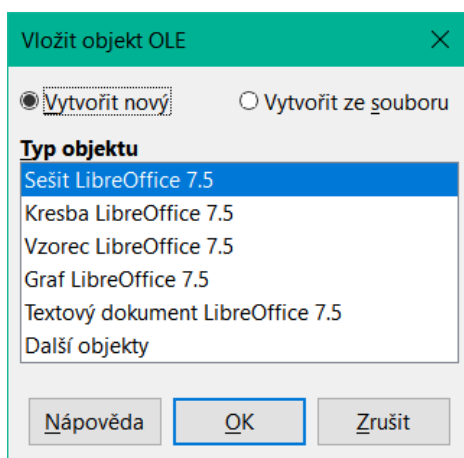 Vložit objekt OLE
Vytvořit nový Vytvořit ze souboru
Typ objektu
Sešit LibreOffice 7.5
Kresba LibreOffice 7.5
Vzorec LibreOffice 7.5
Graf LibreOffice 7.5
Textový dokument LibreOffice 7.5
Další objekty
Nápověda OK Zrušit